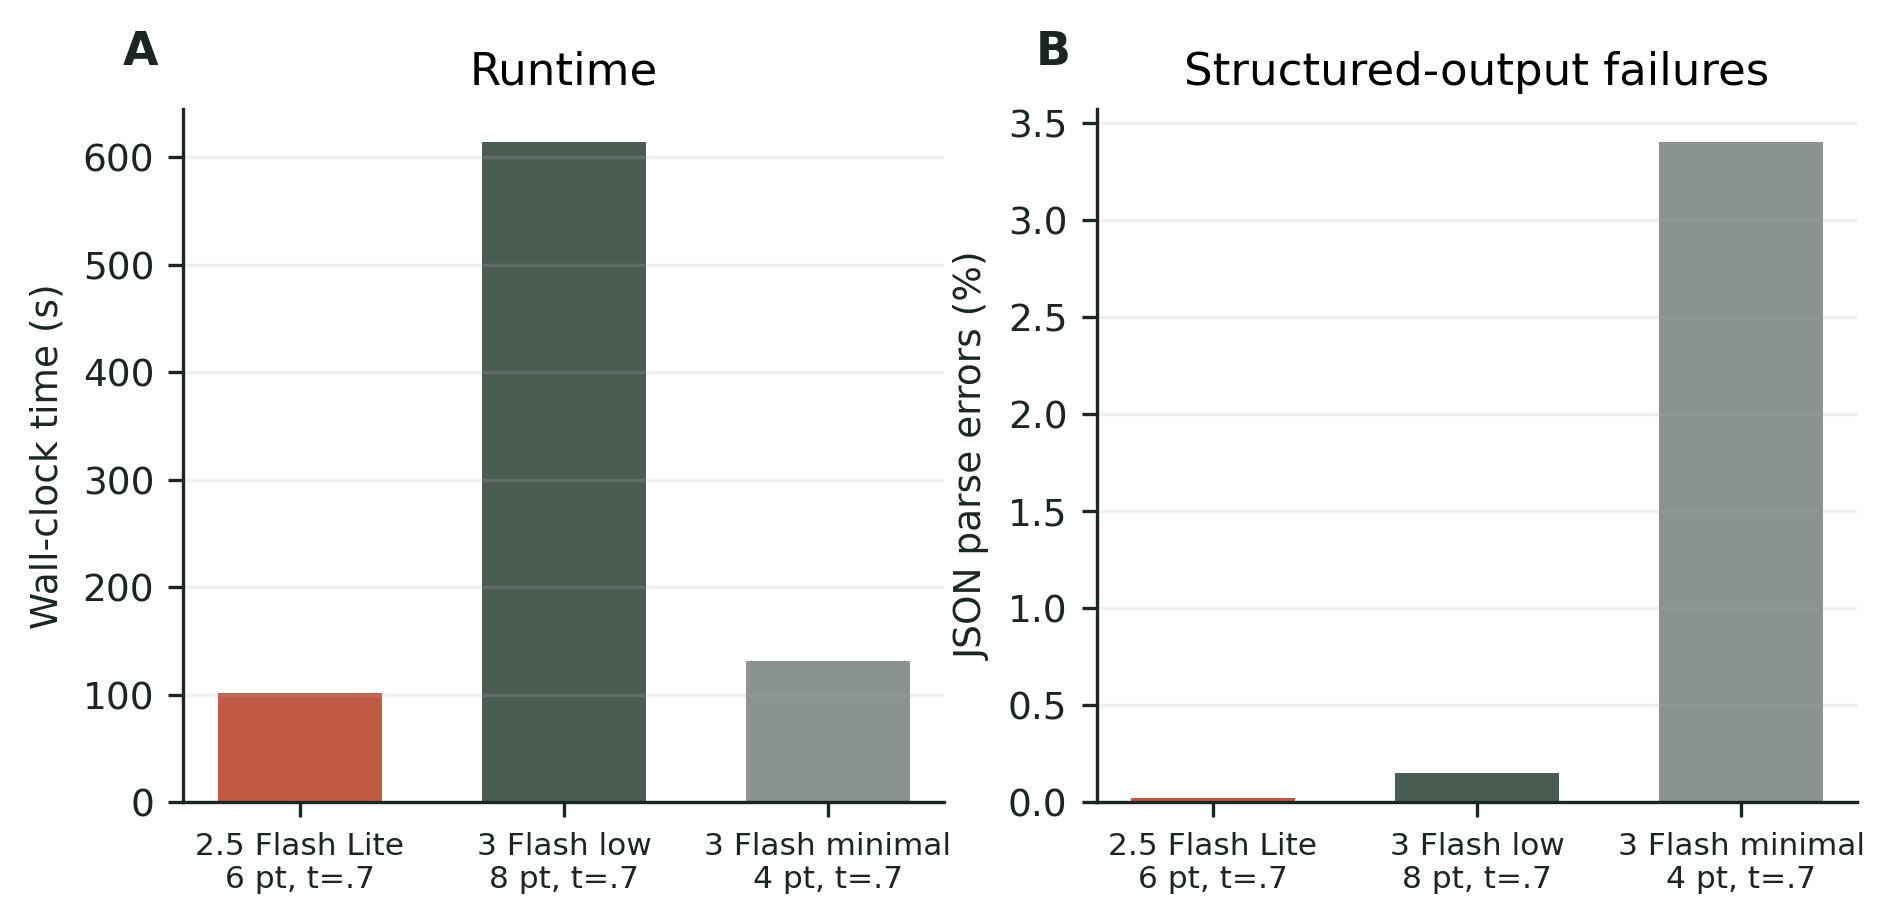 A
Runtime
Wall-clock time (s)
600
500
400
300
200
100
0
2.5 Flash Lite
6 pt, t=.7
3 Flash low
8 pt, t=.7
3 Flash minimal
4 pt, t=.7
B
Structured-output failures
JSON parse errors (%)
3.5
3.0
2.5
2.0
1.5
1.0
0.5
0.0
2.5 Flash Lite
6 pt, t=.7
3 Flash low
8 pt, t=.7
3 Flash minimal
4 pt, t=.7